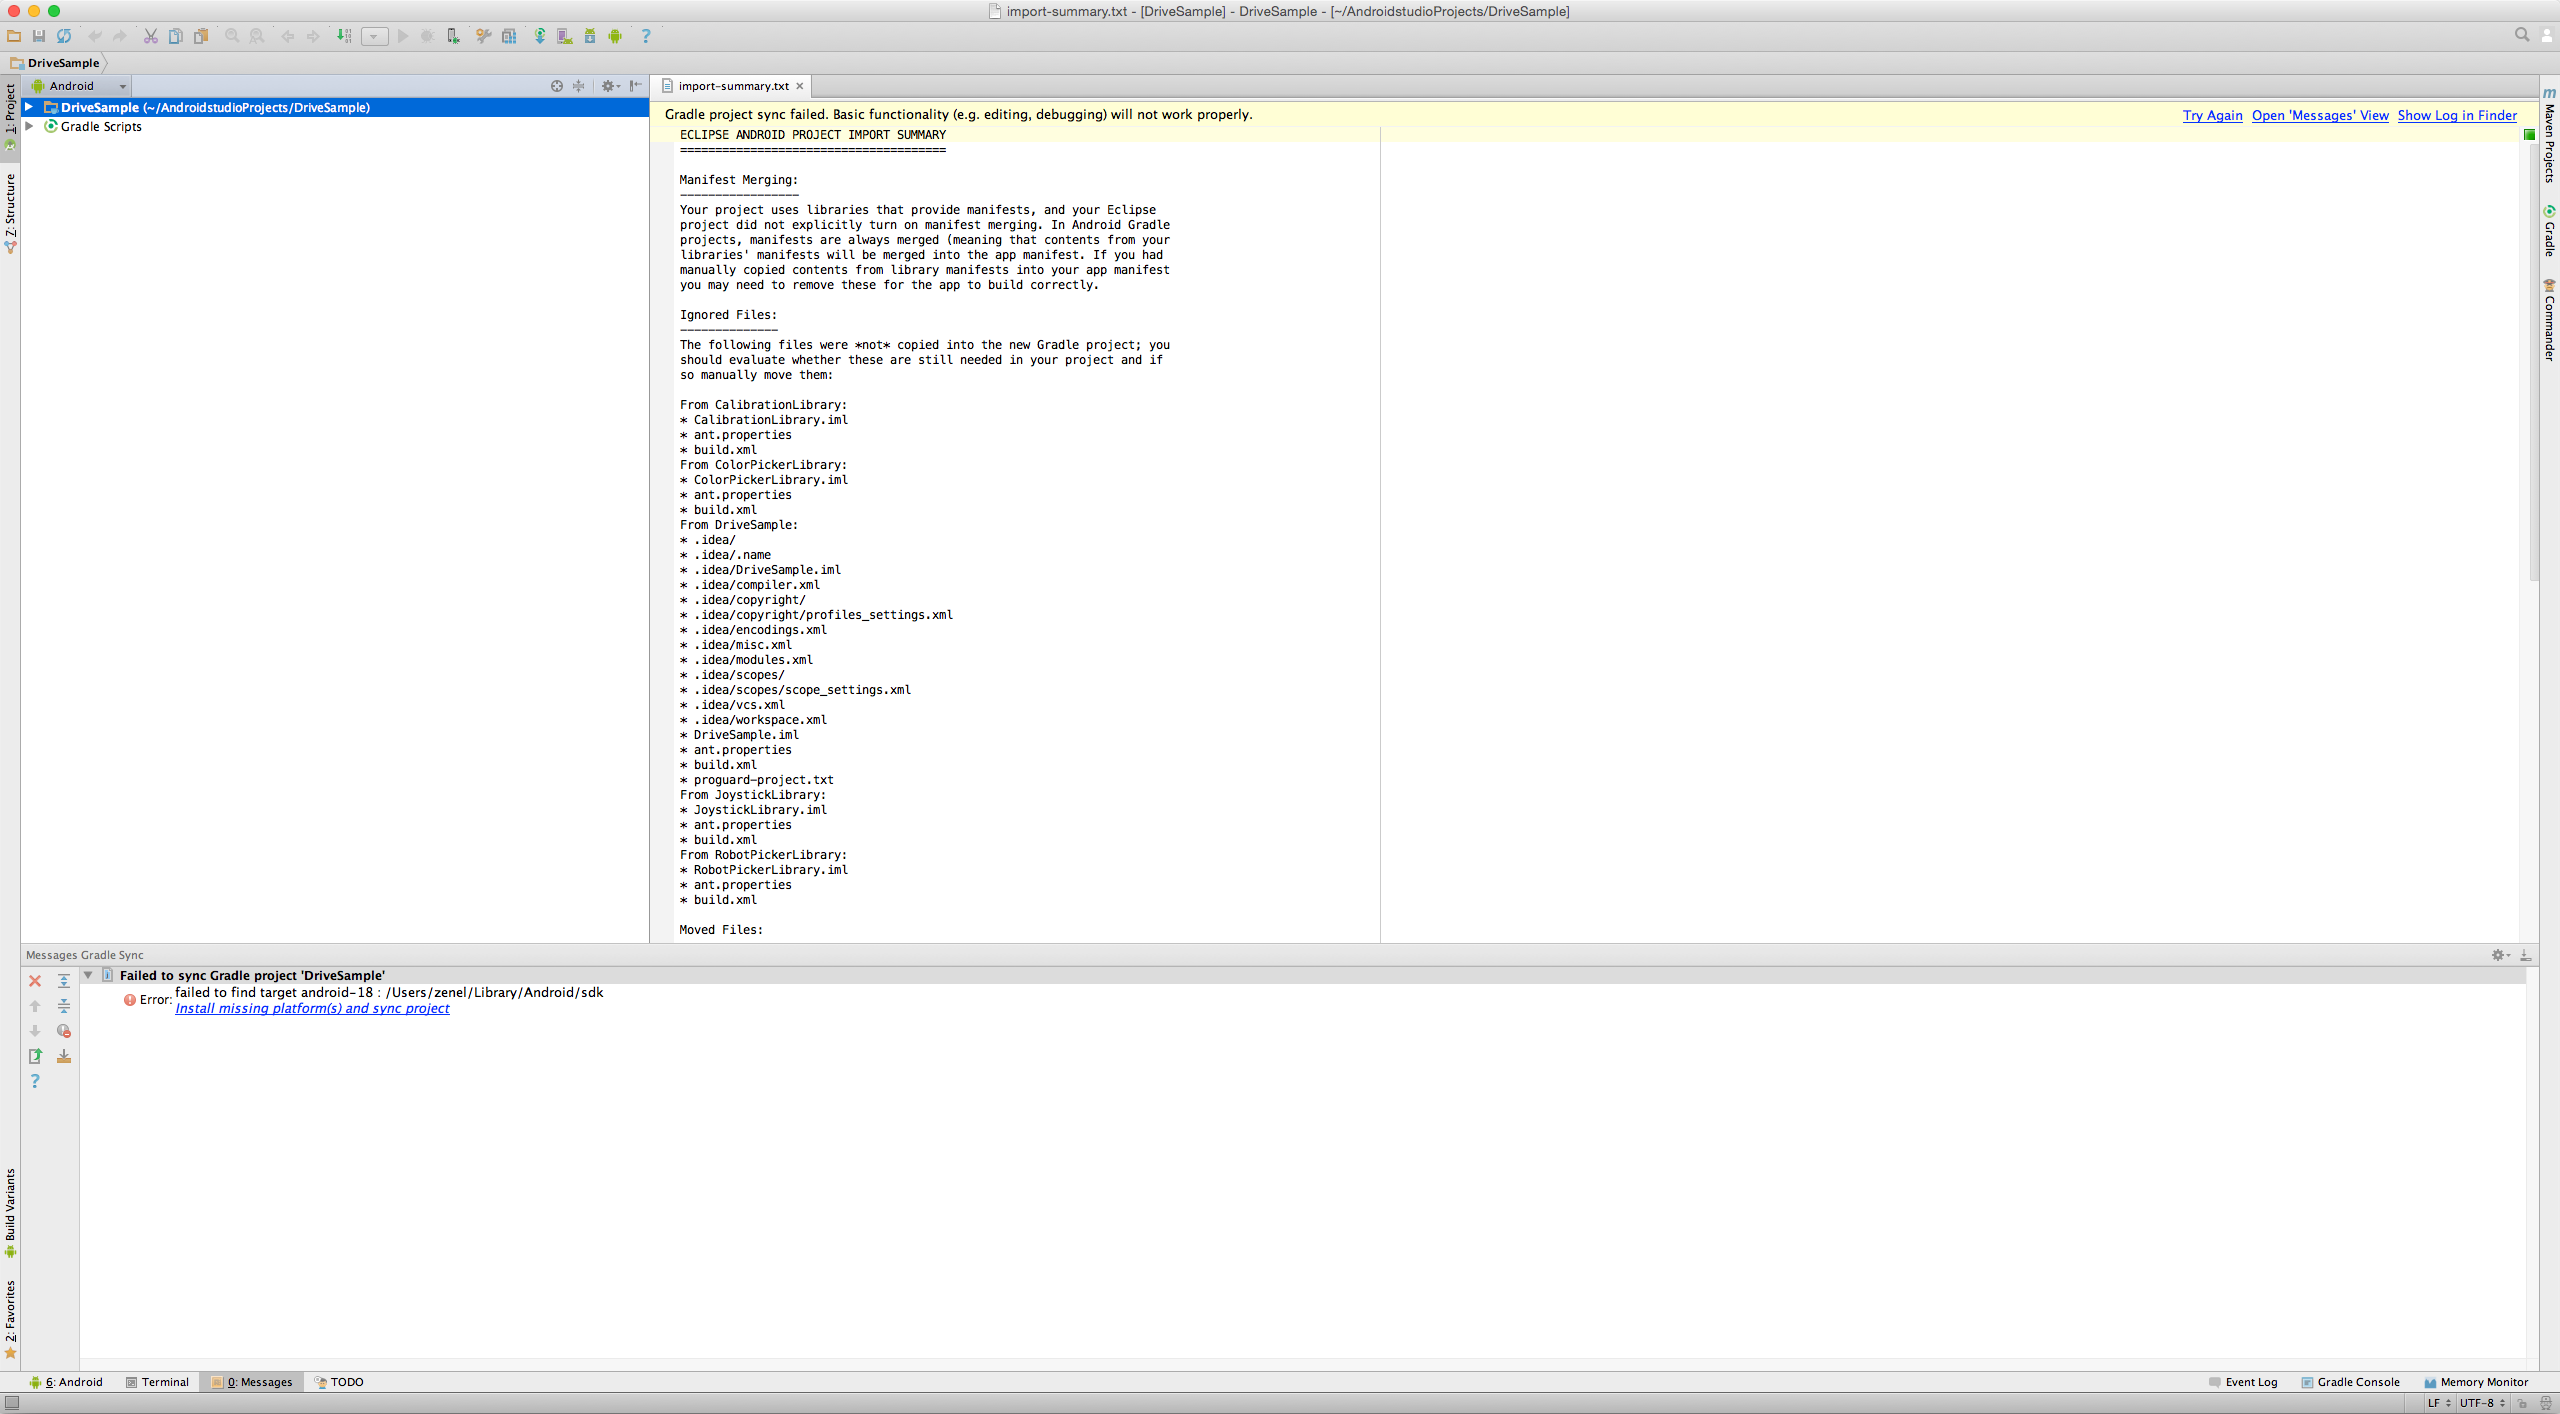 import-summary.txt - [DriveSample] - DriveSample - [~/AndroidstudioProjects/DriveSample]
DriveSample
Android
import-summary.txt
DriveSample (~/AndroidstudioProjects/DriveSample)
Gradle Scripts
1: Project
Z: Structure
Build Variants
2: Favorites
Gradle project sync failed. Basic functionality (e.g. editing, debugging) will not work properly.
Try Again Open 'Messages' View Show Log in Finder
ECLIPSE ANDROID PROJECT IMPORT SUMMARY
======================================
Manifest Merging:
-----------------
Your project uses libraries that provide manifests, and your Eclipse
project did not explicitly turn on manifest merging. In Android Gradle
projects, manifests are always merged (meaning that contents from your
libraries' manifests will be merged into the app manifest. If you had
manually copied contents from library manifests into your app manifest
you may need to remove these for the app to build correctly.
Ignored Files:
--------------
The following files were *not* copied into the new Gradle project; you
should evaluate whether these are still needed in your project and if
so manually move them:
From CalibrationLibrary:
* CalibrationLibrary.iml
* ant.properties
* build.xml
From ColorPickerLibrary:
* ColorPickerLibrary.iml
* ant.properties
* build.xml
From DriveSample:
* .idea/
* .idea/.name
* .idea/DriveSample.iml
* .idea/compiler.xml
* .idea/copyright/
* .idea/copyright/profiles_settings.xml
* .idea/encodings.xml
* .idea/misc.xml
* .idea/modules.xml
* .idea/scopes/
* .idea/scopes/scope_settings.xml
* .idea/vcs.xml
* .idea/workspace.xml
* DriveSample.iml
* ant.properties
* build.xml
* proguard-project.txt
From JoystickLibrary:
* JoystickLibrary.iml
* ant.properties
* build.xml
From RobotPickerLibrary:
* RobotPickerLibrary.iml
* ant.properties
* build.xml
Moved Files:
Maven Projects
Gradle
Commander
Messages Gradle Sync
Failed to sync Gradle project 'DriveSample'
Error: failed to find target android-18 : /Users/zenel/Library/Android/sdk
Install missing platform(s) and sync project
6: Android Terminal 0: Messages TODO
Event Log Gradle Console Memory Monitor
LF UTF-8